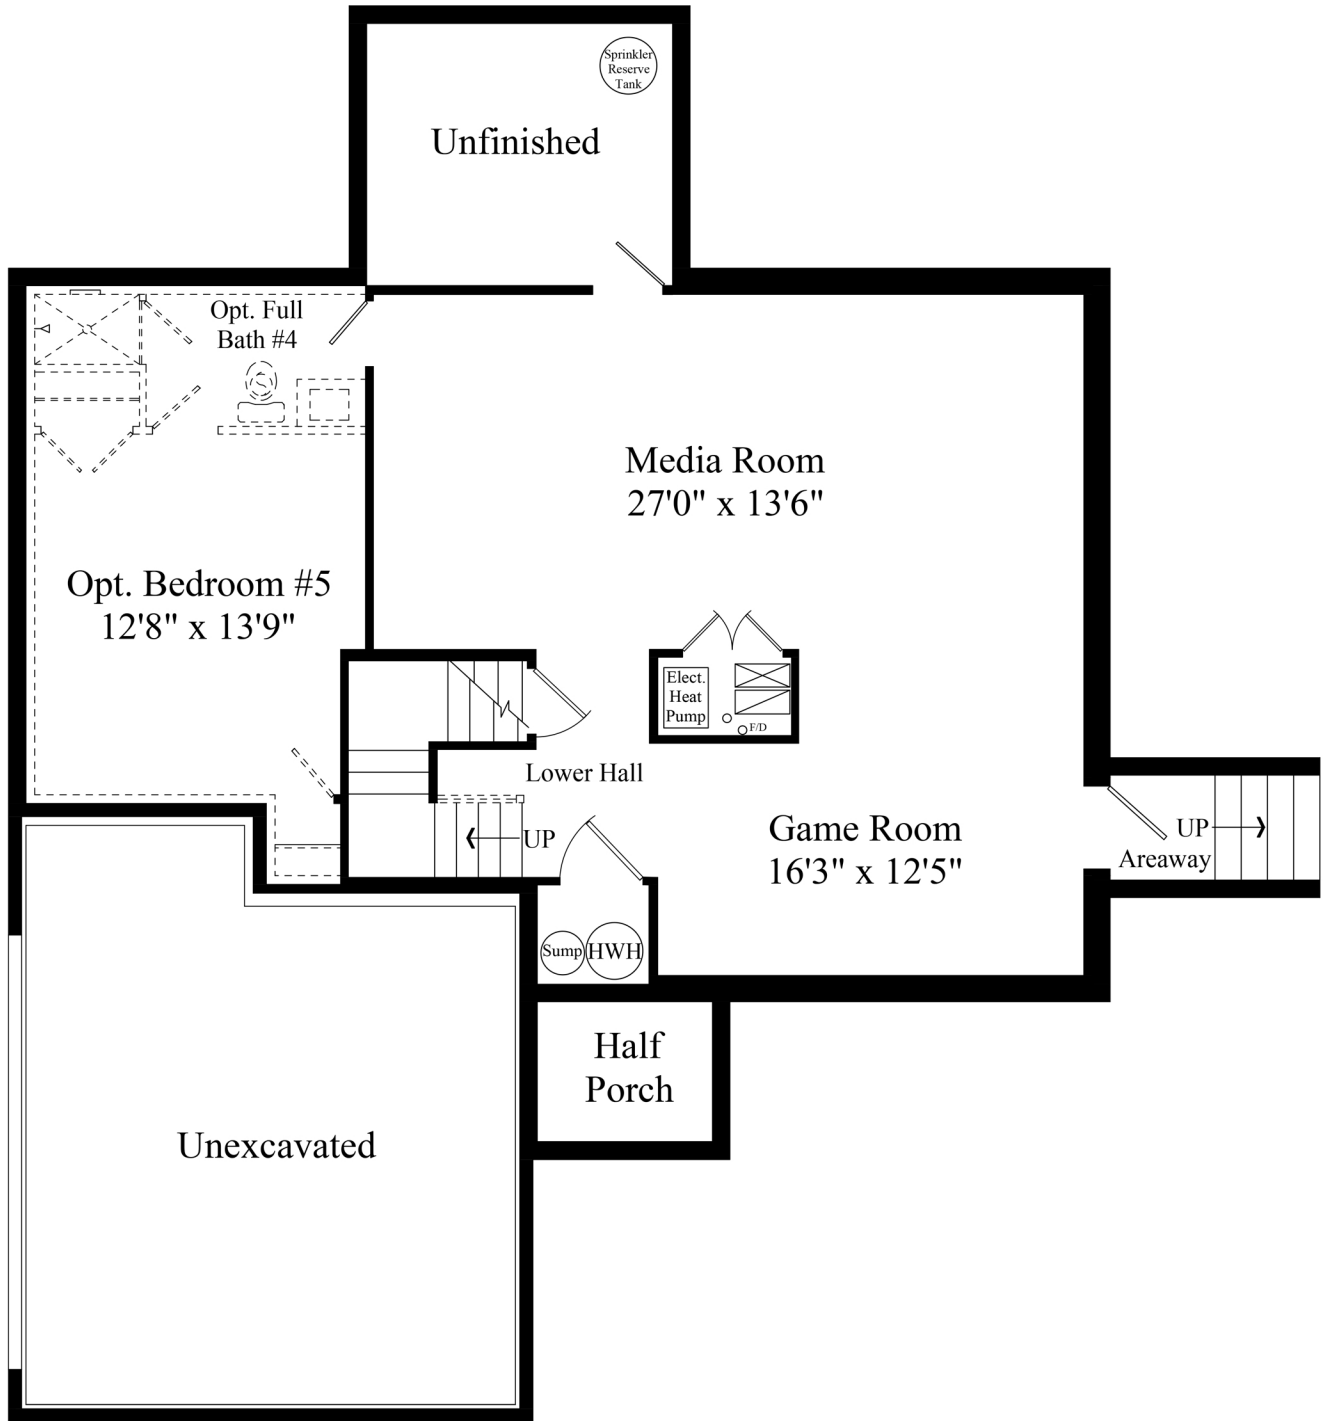 Sprinkler
Reserve
Tank
Unfinished
Opt. Full
Bath #4
Media Room
27'0" x 13'6"
Opt. Bedroom #5
12'8" x 13'9"
Elect.
Heat
Pump
F/D
Lower Hall
UP
Game Room
16'3" x 12'5"
UP
Areaway
Sump
HWH
Half
Porch
Unexcavated